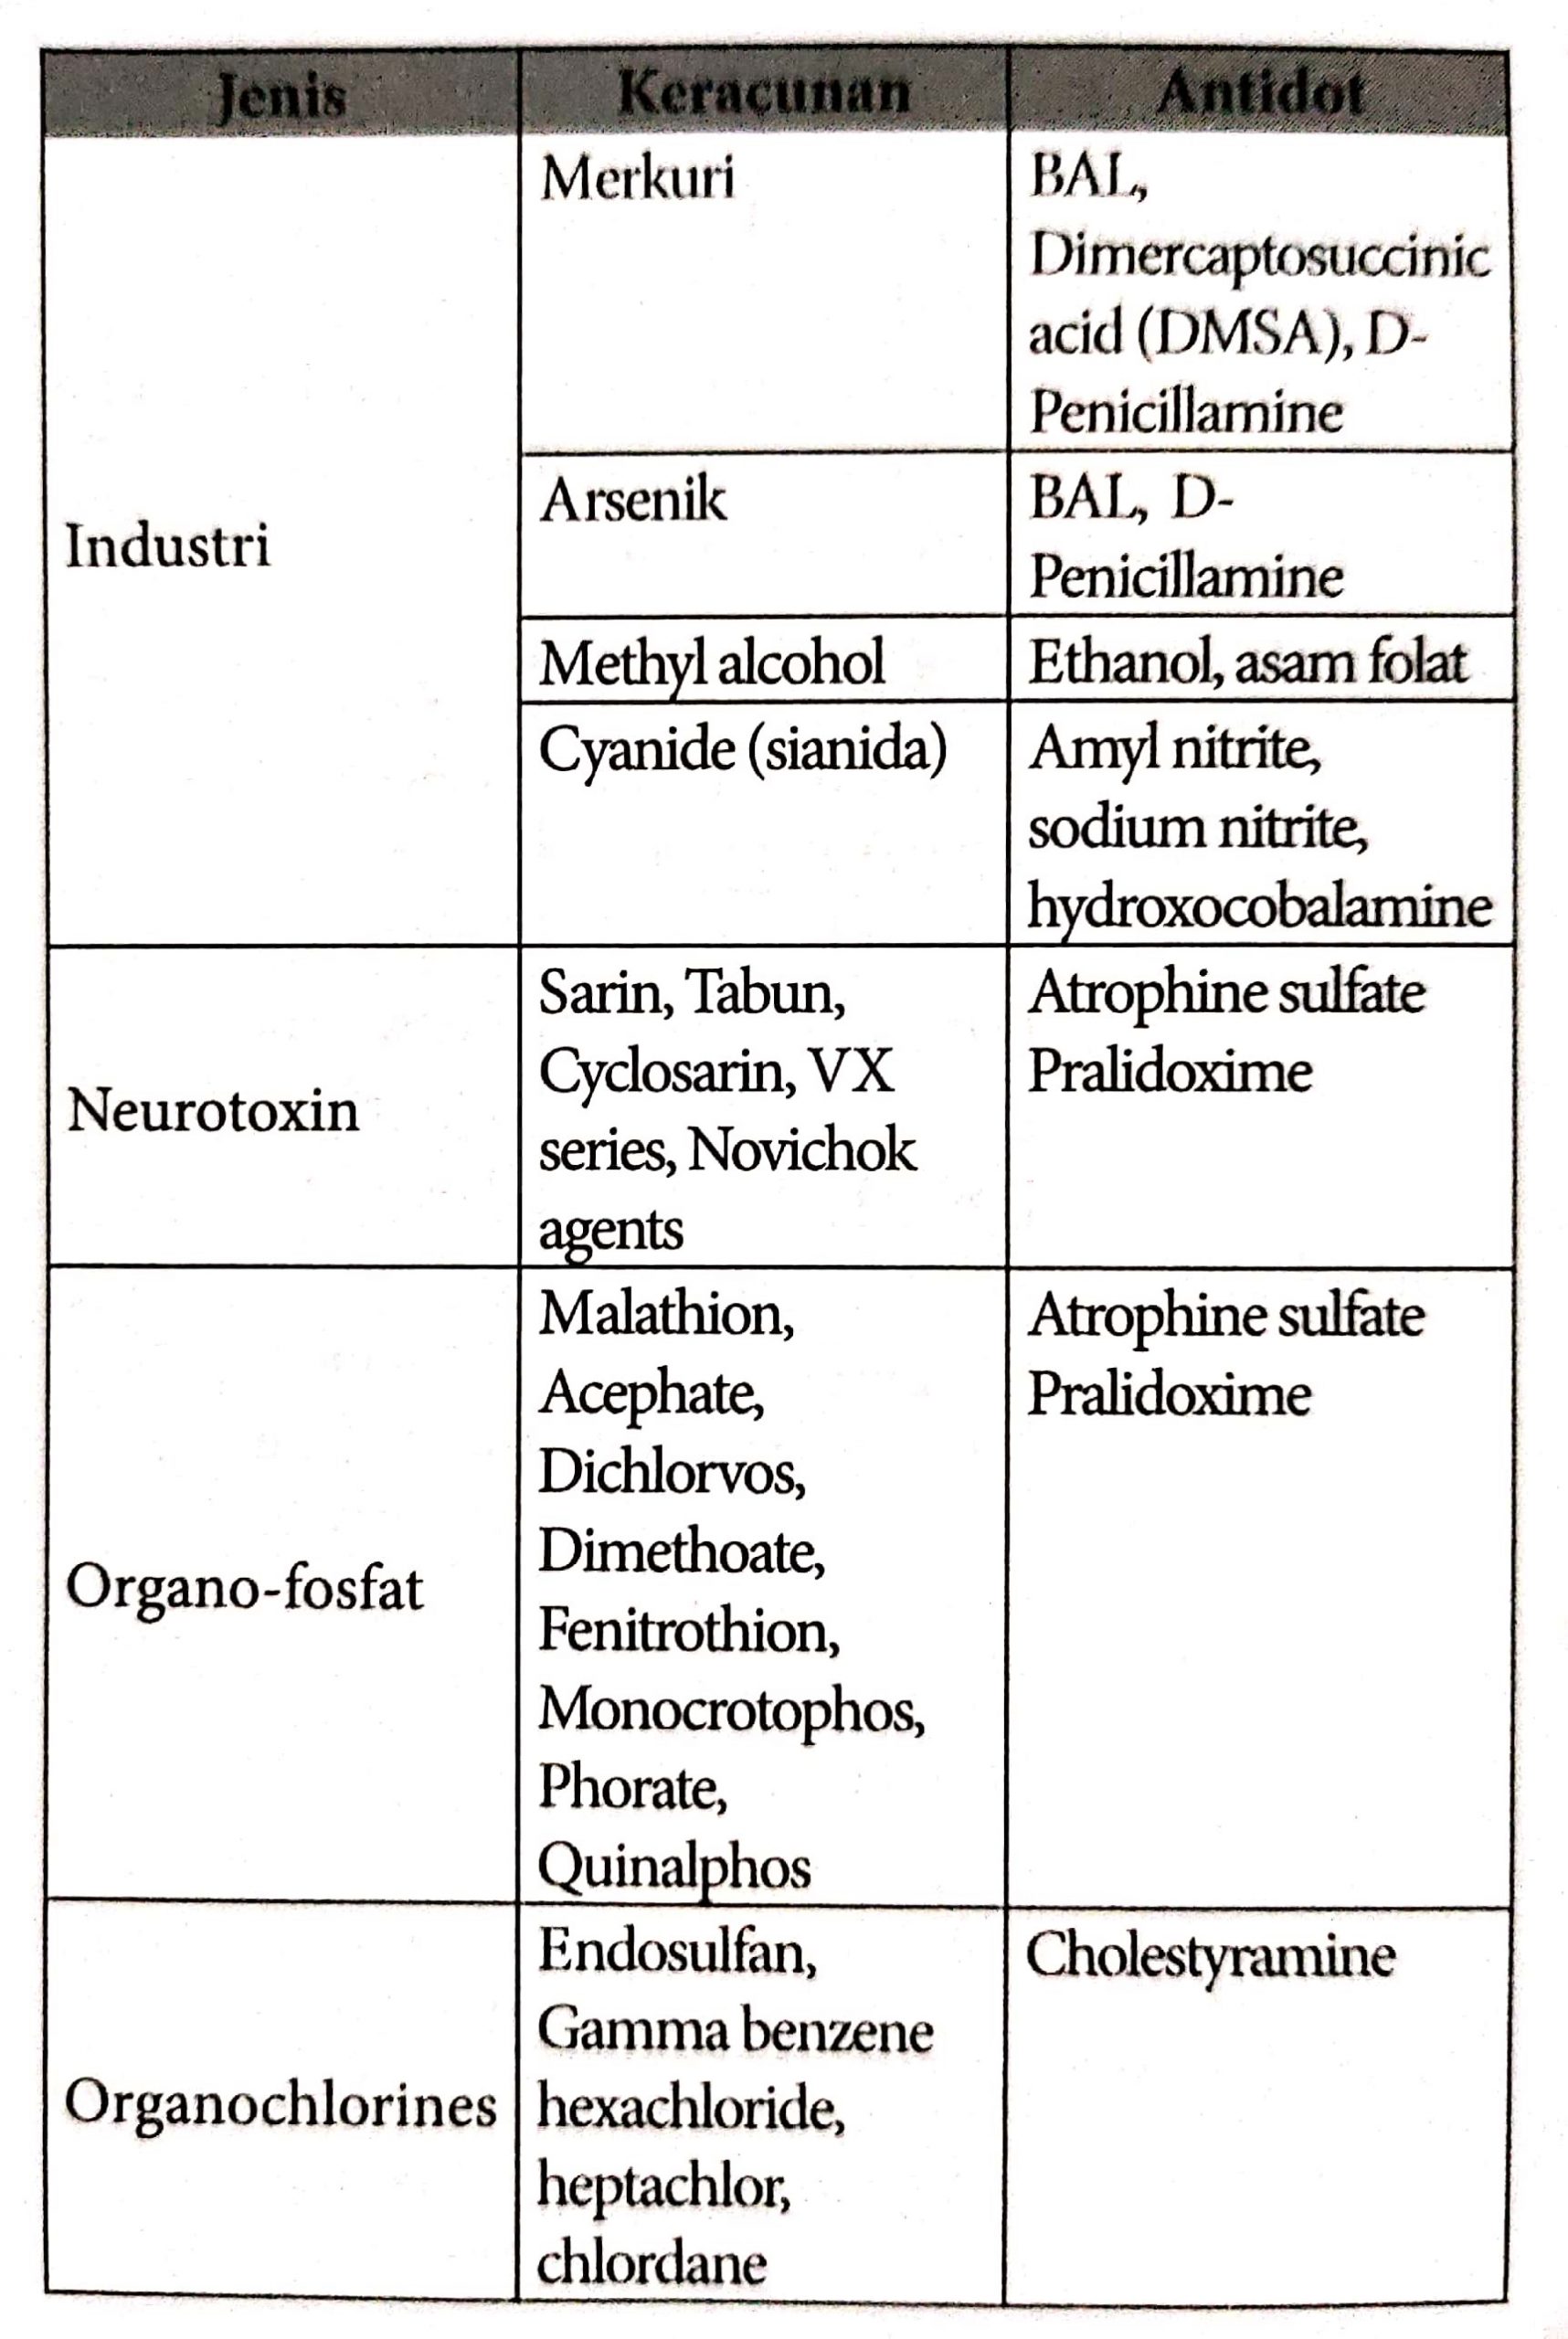 Jenis Keracunan Antidot
Industri
Merkuri
BAL,
Dimercaptosuccinic
acid (DMSA), D-
Penicillamine
Arsenik
BAL, D-
Penicillamine
Methyl alcohol
Ethanol, asam folat
Cyanide (sianida)
Amyl nitrite,
sodium nitrite,
hydroxocobalamine
Neurotoxin
Sarin, Tabun,
Cyclosarin, VX
series, Novichok
agents
Atrophine sulfate
Pralidoxime
Organo-fosfat
Malathion,
Acephate,
Dichlorvos,
Dimethoate,
Fenitrothion,
Monocrotophos,
Phorate,
Quinalphos
Atrophine sulfate
Pralidoxime
Organochlorines
Endosulfan,
Gamma benzene
hexachloride,
heptachlor,
chlordane
Cholestyramine